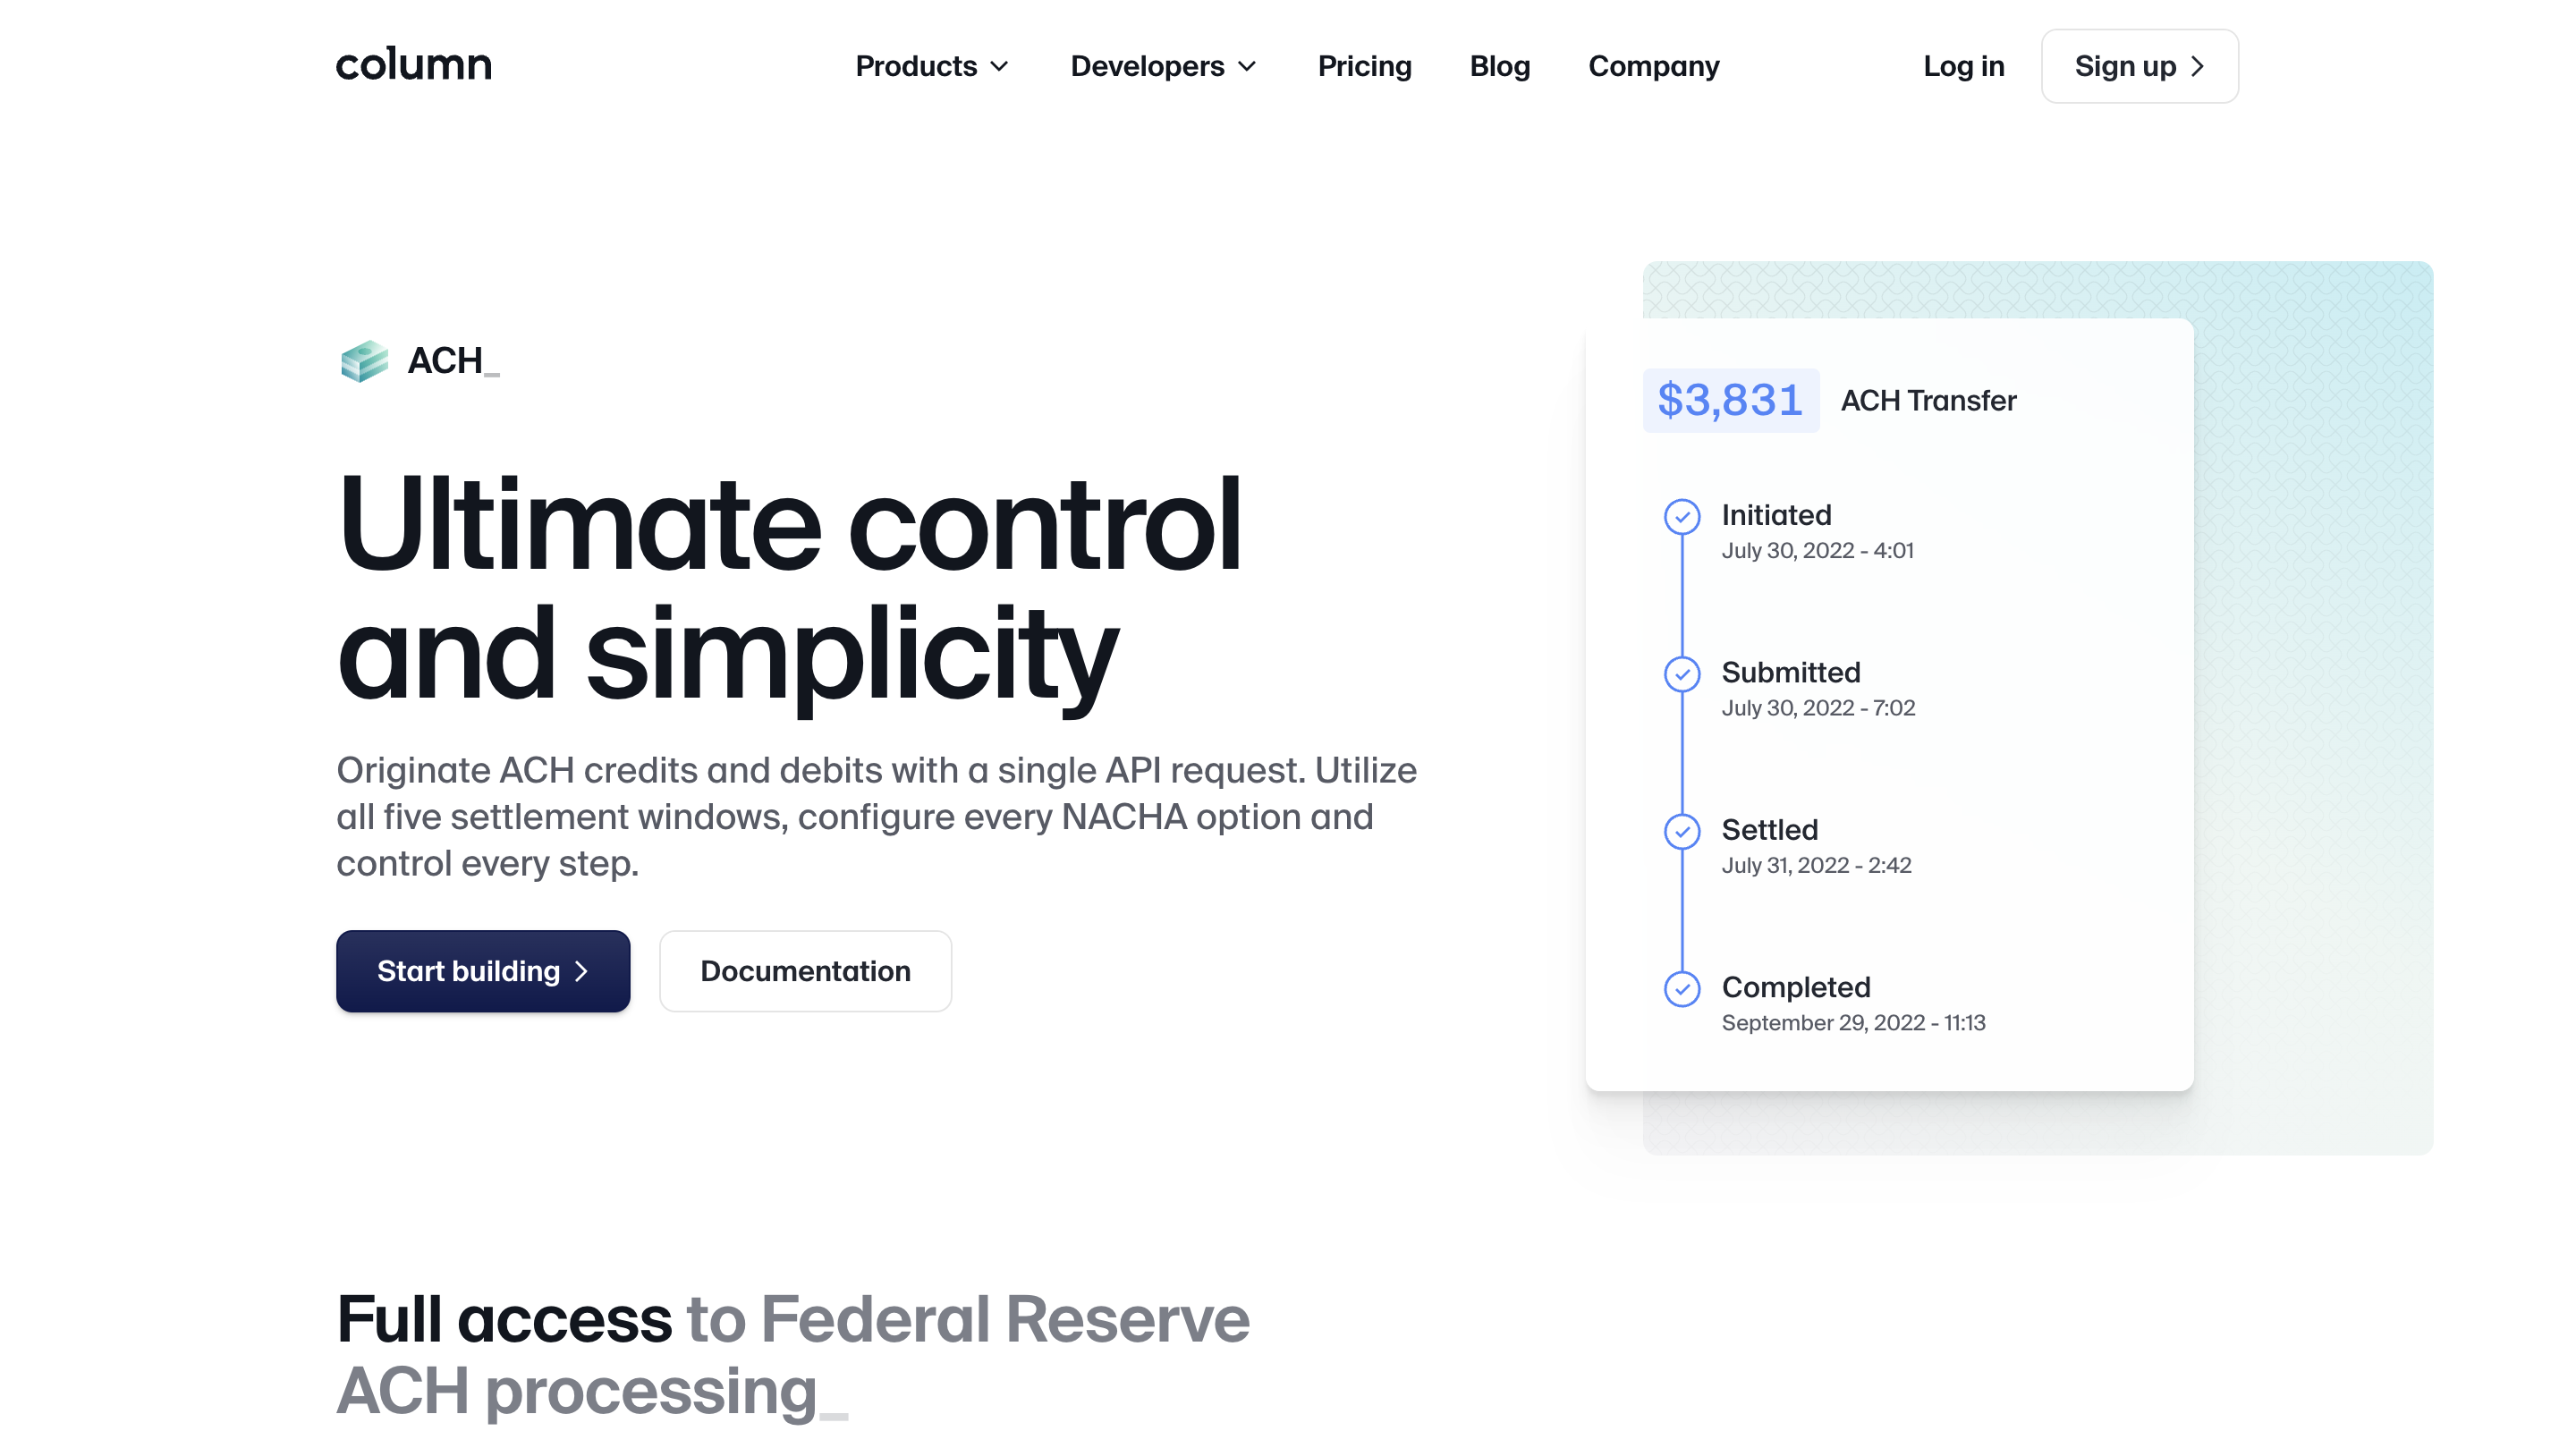 column
Products
Developers
Pricing
Blog
Company
Log in
Sign up
ACH_
Ultimate control
and simplicity
Originate ACH credits and debits with a single API request. Utilize
all five settlement windows, configure every NACHA option and
control every step.
Start building
Documentation
$3,831 ACH Transfer
Initiated
July 30, 2022 - 4:01
Submitted
July 30, 2022 - 7:02
Settled
July 31, 2022 - 2:42
Completed
September 29, 2022 - 11:13
Full access to Federal Reserve
ACH processing_